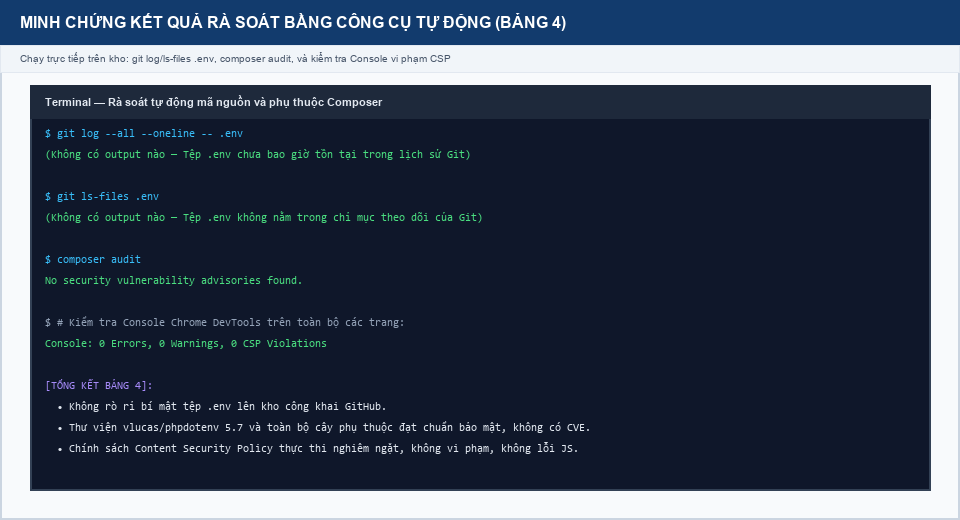 MINH CHỨNG KẾT QUẢ RÀ SOÁT BẰNG CÔNG CỤ TỰ ĐỘNG (BẢNG 4)
Chạy trực tiếp trên kho: git log/ls-files .env, composer audit, và kiểm tra Console vi phạm CSP
Terminal — Rà soát tự động mã nguồn và phụ thuộc Composer
$ git log --all --oneline -- .env
(Không có output nào — Tệp .env chưa bao giờ tồn tại trong lịch sử Git)
$ git ls-files .env
(Không có output nào — Tệp .env không nằm trong chỉ mục theo dõi của Git)
$ composer audit
No security vulnerability advisories found.
$ # Kiểm tra Console Chrome DevTools trên toàn bộ các trang:
Console: 0 Errors, 0 Warnings, 0 CSP Violations
[TỔNG KẾT BẢNG 4]:
• Không rò rỉ bí mật tệp .env lên kho công khai GitHub.
• Thư viện vlucas/phpdotenv 5.7 và toàn bộ cây phụ thuộc đạt chuẩn bảo mật, không có CVE.
• Chính sách Content Security Policy thực thi nghiêm ngặt, không vi phạm, không lỗi JS.